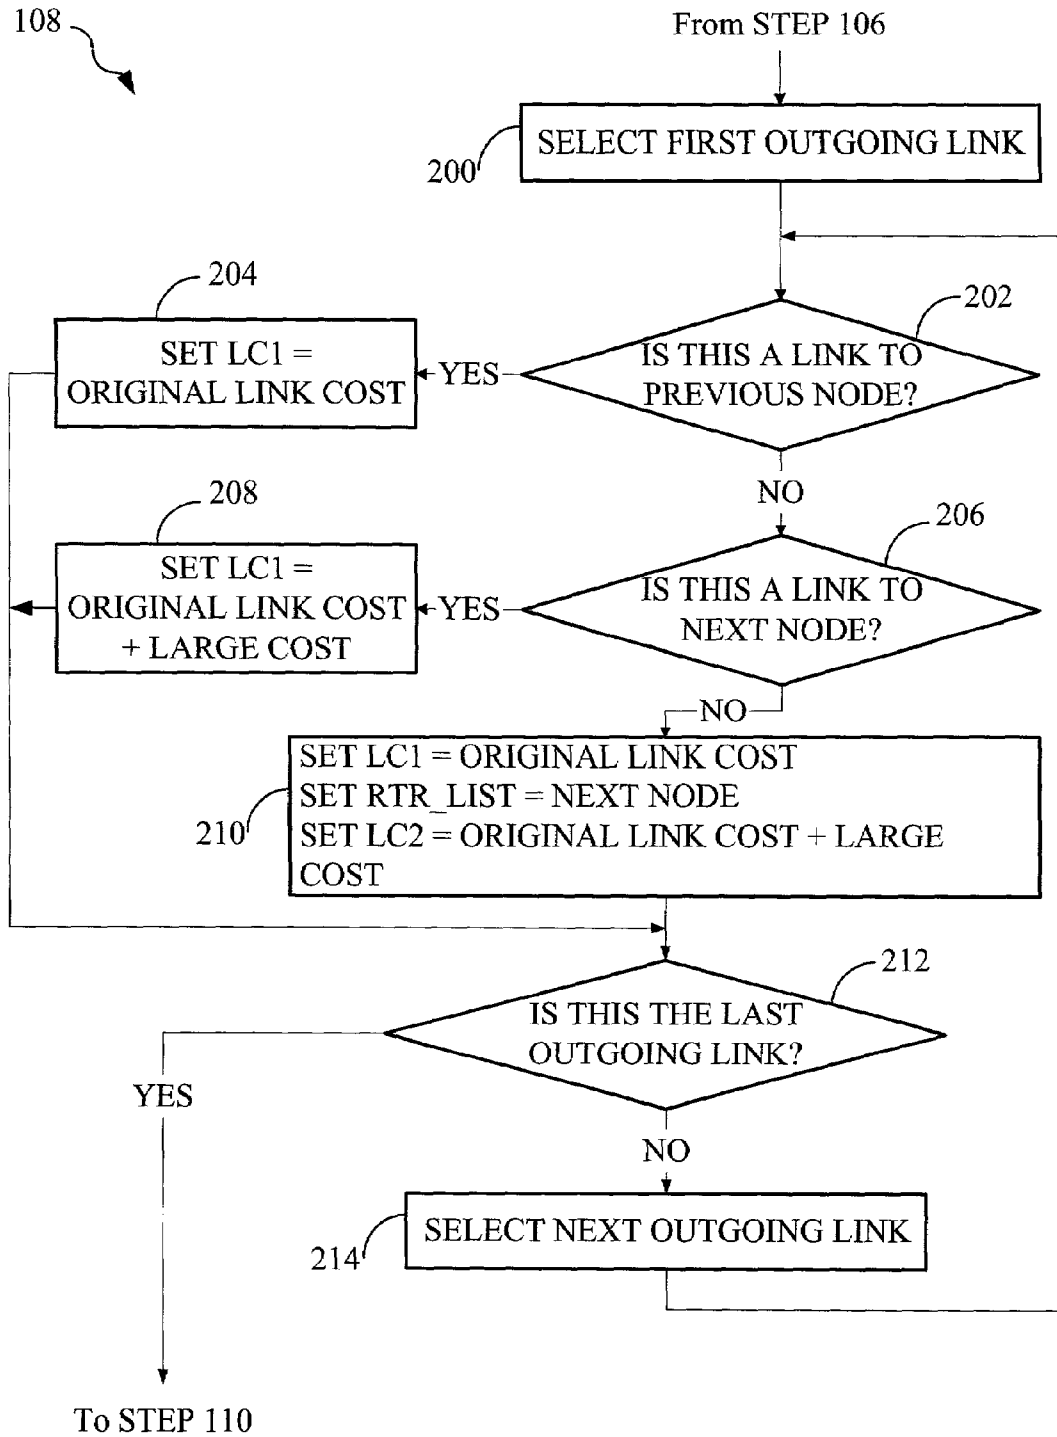 108
From STEP 106
SELECT FIRST OUTGOING LINK
200
204
202
SET LC1 =
ORIGINAL LINK COST
YES
IS THIS A LINK TO
PREVIOUS NODE?
NO
208
206
SET LC1 =
ORIGINAL LINK COST
+ LARGE COST
YES
IS THIS A LINK TO
NEXT NODE?
NO
SET LC1 = ORIGINAL LINK COST
SET RTR_LIST = NEXT NODE
SET LC2 = ORIGINAL LINK COST + LARGE
COST
210
212
IS THIS THE LAST
OUTGOING LINK?
YES
NO
SELECT NEXT OUTGOING LINK
214
To STEP 110